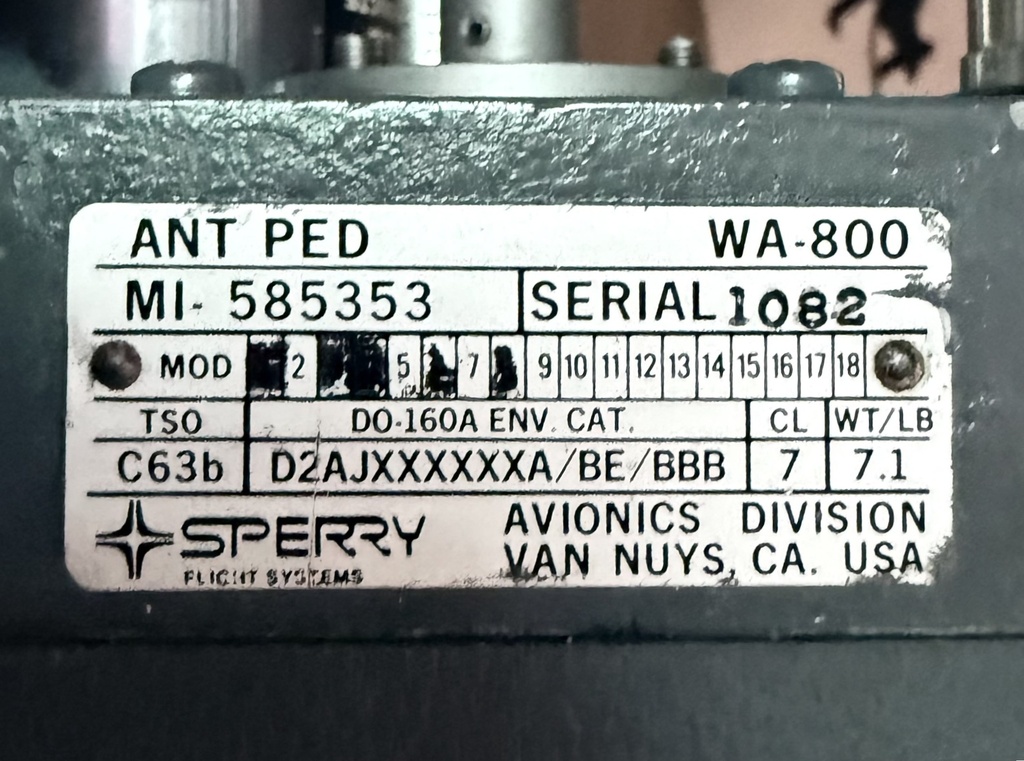 ANT PED WA-800
MI- 585353 SERIAL 1082
MOD 2 5 7 9 10 11 12 13 14 15 16 17 18
TSO DO-160A ENV. CAT. CL WT/LB
C63b D2AJXXXXXXXA/BE/BBB 7 7.1
SPERRY AVIONICS DIVISION
FLIGHT SYSTEMS VAN NUYS, CA. USA